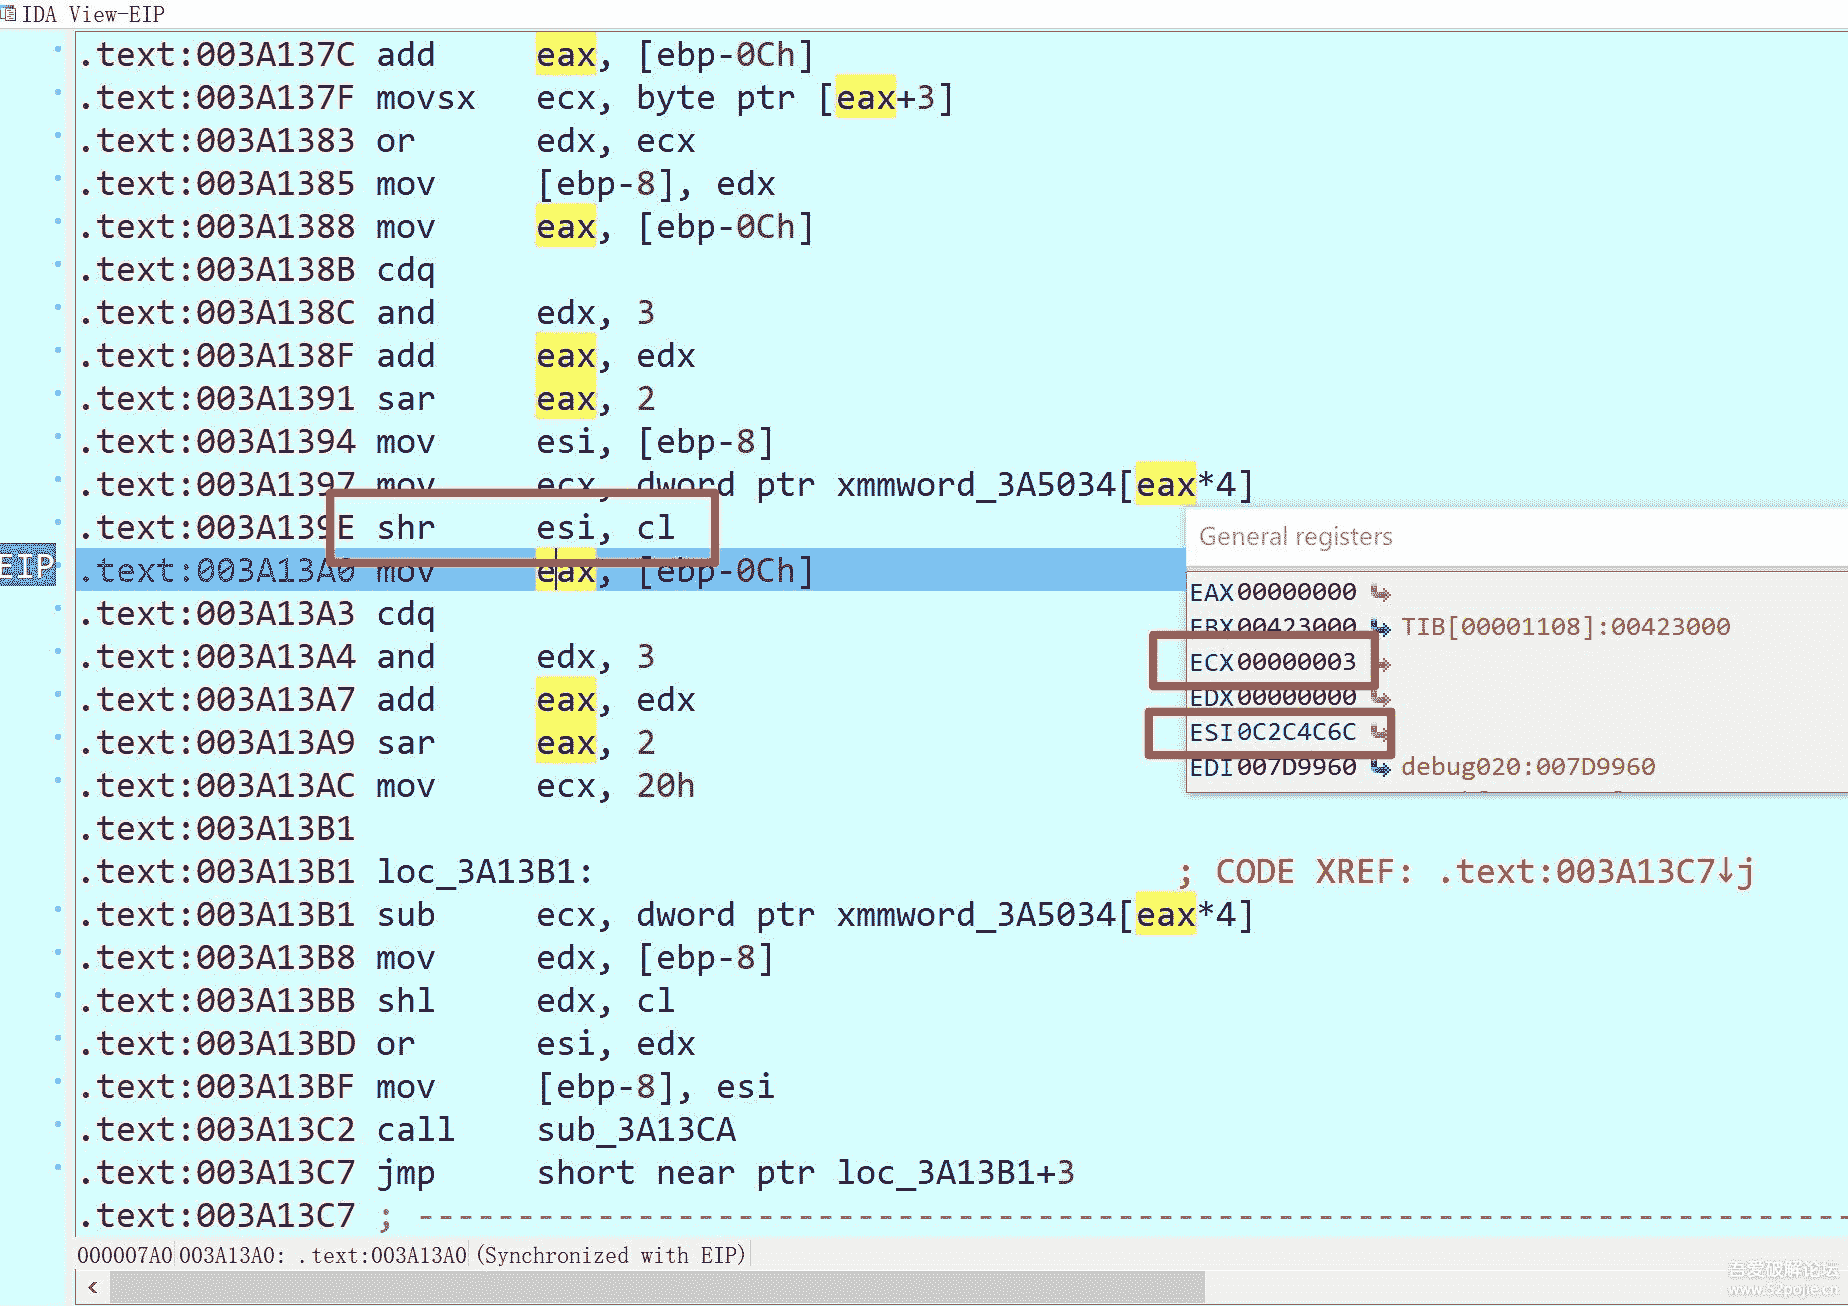 IDA View-EIP
.text:003A137C add eax, [ebp-0Ch]
.text:003A137F movsx ecx, byte ptr [eax+3]
.text:003A1383 or edx, ecx
.text:003A1385 mov [ebp-8], edx
.text:003A1388 mov eax, [ebp-0Ch]
.text:003A138B cdq
.text:003A138C and edx, 3
.text:003A138F add eax, edx
.text:003A1391 sar eax, 2
.text:003A1394 mov esi, [ebp-8]
.text:003A1397 mov ecx, dword ptr xmmword_3A5034[eax*4]
.text:003A139E shr esi, cl
EIP .text:003A13A0 mov eax, [ebp-0Ch]
.text:003A13A3 cdq
.text:003A13A4 and edx, 3
.text:003A13A7 add eax, edx
.text:003A13A9 sar eax, 2
.text:003A13AC mov ecx, 20h
.text:003A13B1
.text:003A13B1 loc_3A13B1: ; CODE XREF: .text:003A13C7↓j
.text:003A13B1 sub ecx, dword ptr xmmword_3A5034[eax*4]
.text:003A13B8 mov edx, [ebp-8]
.text:003A13BB shl edx, cl
.text:003A13BD or esi, edx
.text:003A13BF mov [ebp-8], esi
.text:003A13C2 call sub_3A13CA
.text:003A13C7 jmp short near ptr loc_3A13B1+3
.text:003A13C7 ; ---------------------------------------------------------------------------
General registers
EAX 00000000
EBX 00423000 TIB[00001108]:00423000
ECX 00000003
EDX 00000000
ESI 0C2C4C6C
EDI 007D9960 debug020:007D9960
000007A0 003A13A0: .text:003A13A0 (Synchronized with EIP)
吾爱破解论坛
www.52pojie.cn